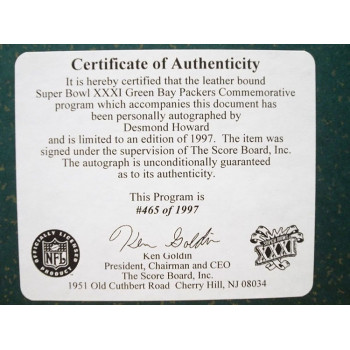 Certificate of Authenticity
It is hereby certified that the leather bound
Super Bowl XXXI Green Bay Packers Commemorative
program which accompanies this document has
been personally autographed by
Desmond Howard
and is limited to an edition of 1997. The item was
signed under the supervision of The Score Board, Inc.
The autograph is unconditionally guaranteed
as to its authenticity.
This Program is
#465 of 1997
Ken Goldin
OFFICIALLY LICENSED
NFL
PRODUCT
XXXI
Ken Goldin
President, Chairman and CEO
The Score Board, Inc.
1951 Old Cuthbert Road Cherry Hill, NJ 08034